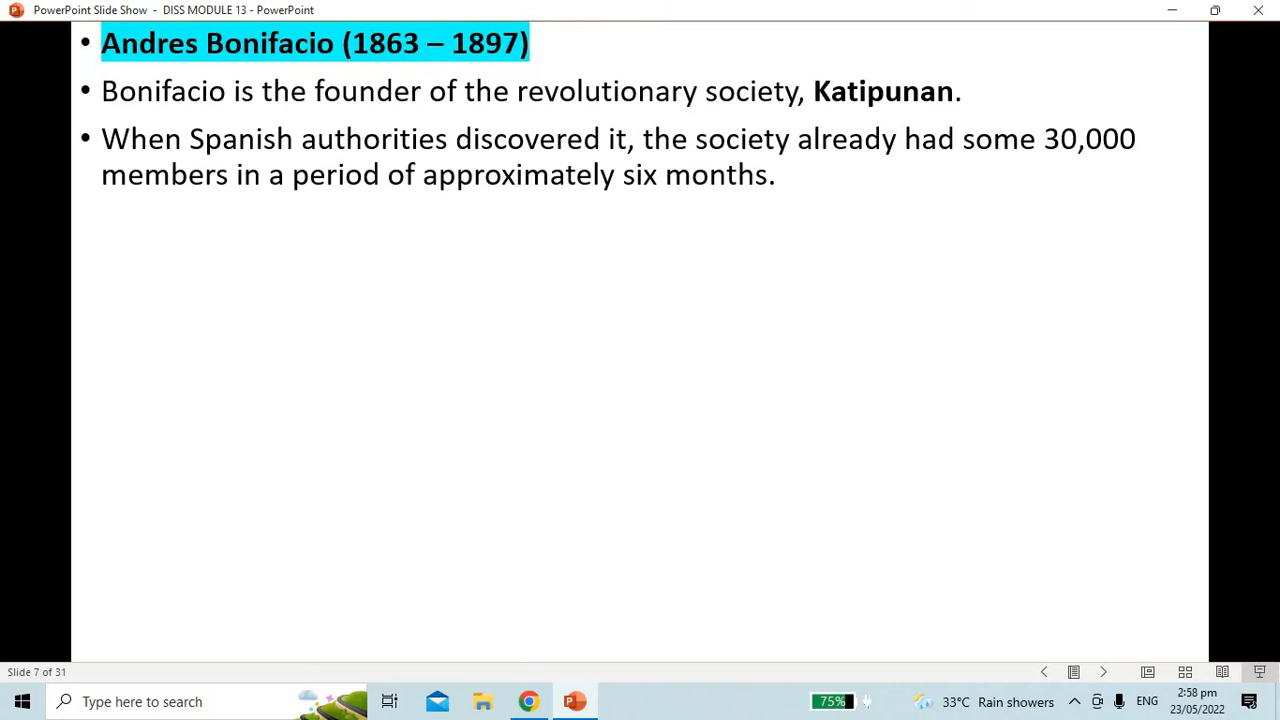 PowerPoint Slide Show - DISS MODULE 13 - PowerPoint
• Andres Bonifacio (1863 – 1897)
• Bonifacio is the founder of the revolutionary society, Katipunan.
• When Spanish authorities discovered it, the society already had some 30,000
members in a period of approximately six months.
Slide 7 of 31
Type here to search
75%
33°C Rain showers
ENG
2:58 pm
23/05/2022